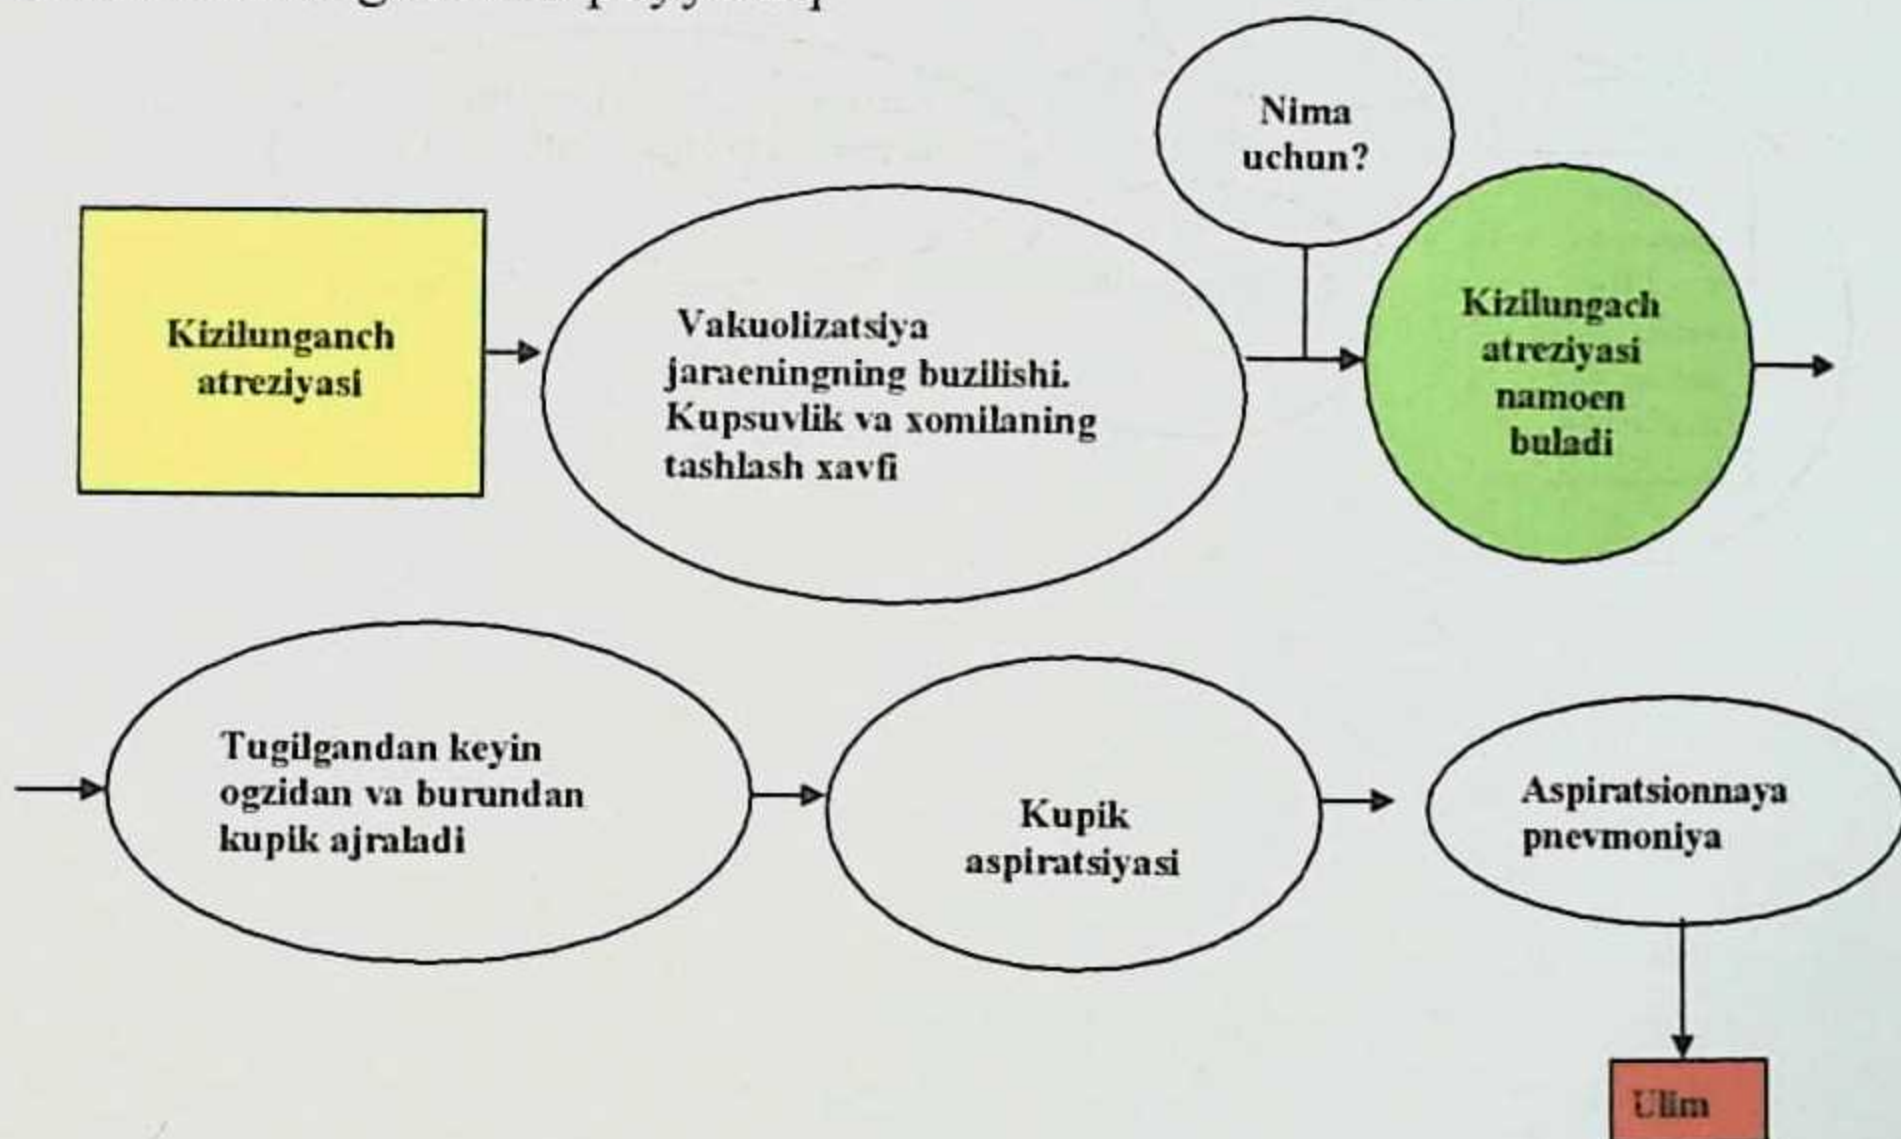 Nima
uchun?
Kizilunganch
atreziyasi
Vakuolizatsiya
jaraeningning buzilishi.
Kupsuvlik va xomilaning
tashlash xavfi
Kizilungach
atreziyasi
namoen
buladi
Tugilgandan keyin
ogzidan va burundan
kupik ajraladi
Kupik
aspiratsiyasi
Aspiratsionnaya
pnevmoniya
Ulim